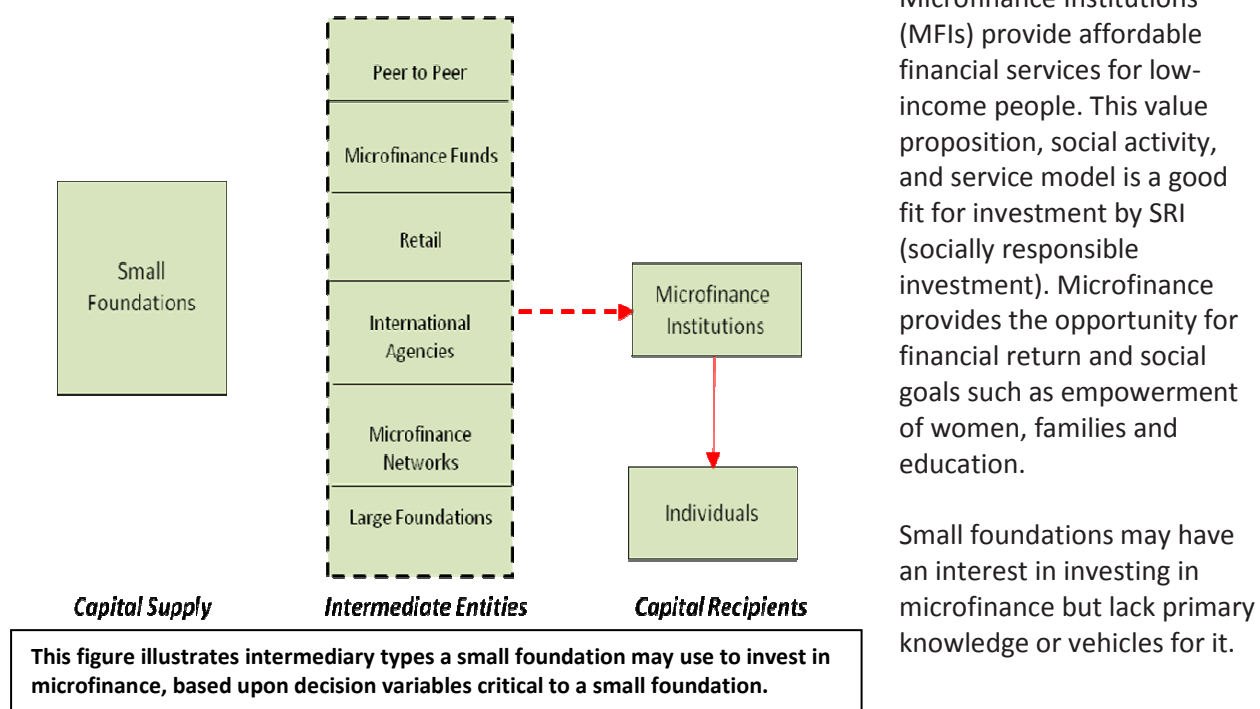 Peer to Peer
Microfinance Funds
Retail
International
Agencies
Microfinance
Networks
Large Foundations
Small
Foundations
Microfinance
Institutions
Individuals
Capital Supply
Intermediate Entities
Capital Recipients
This figure illustrates intermediary types a small foundation may use to invest in
microfinance, based upon decision variables critical to a small foundation.
Microfinance Institutions
(MFIs) provide affordable
financial services for low-
income people. This value
proposition, social activity,
and service model is a good
fit for investment by SRI
(socially responsible
investment). Microfinance
provides the opportunity for
financial return and social
goals such as empowerment
of women, families and
education.
Small foundations may have
an interest in investing in
microfinance but lack primary
knowledge or vehicles for it.